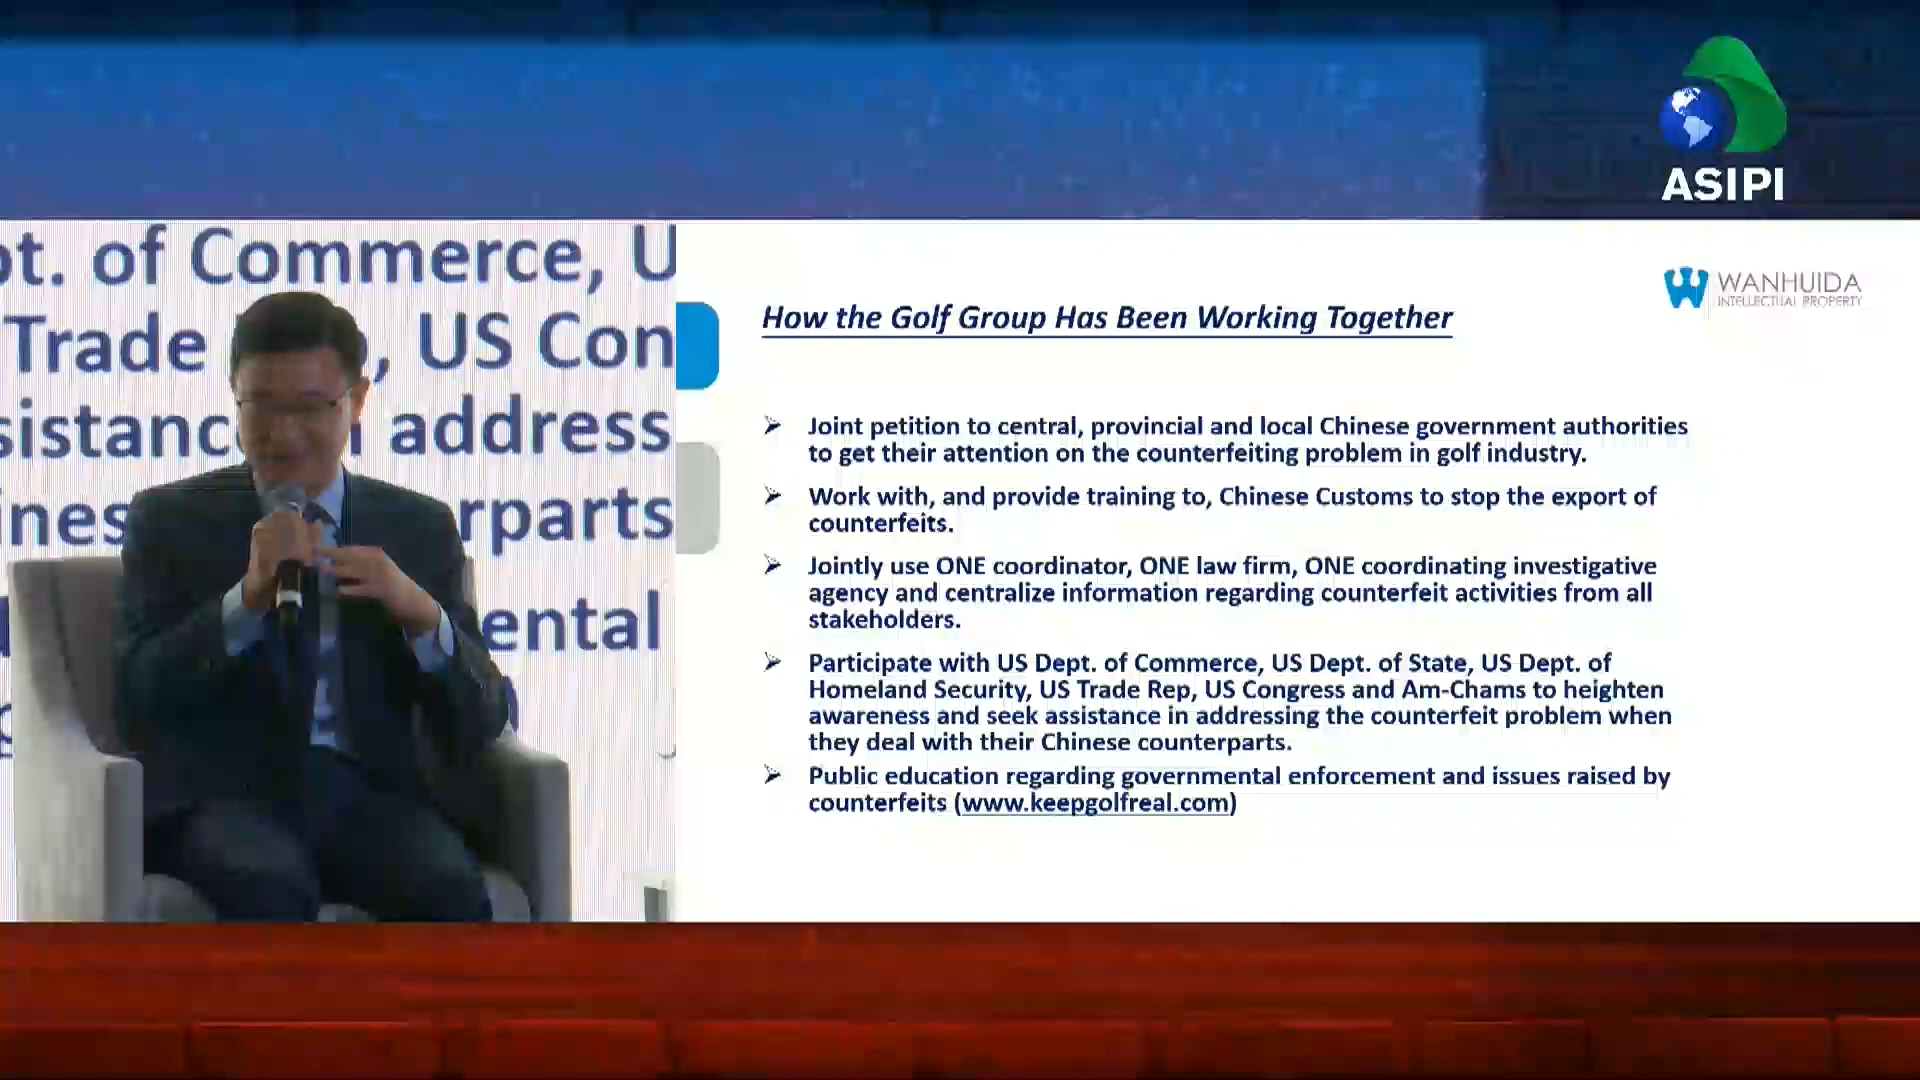 ASIPI
pt. of Commerce, U
Trade , US Con
sistanc address
ines rparts
ental
WANHUIDA
INTELLECTUAL PROPERTY
How the Golf Group Has Been Working Together
Joint petition to central, provincial and local Chinese government authorities
to get their attention on the counterfeiting problem in golf industry.
Work with, and provide training to, Chinese Customs to stop the export of
counterfeits.
Jointly use ONE coordinator, ONE law firm, ONE coordinating investigative
agency and centralize information regarding counterfeit activities from all
stakeholders.
Participate with US Dept. of Commerce, US Dept. of State, US Dept. of
Homeland Security, US Trade Rep, US Congress and Am-Chams to heighten
awareness and seek assistance in addressing the counterfeit problem when
they deal with their Chinese counterparts.
Public education regarding governmental enforcement and issues raised by
counterfeits (www.keepgolfreal.com)